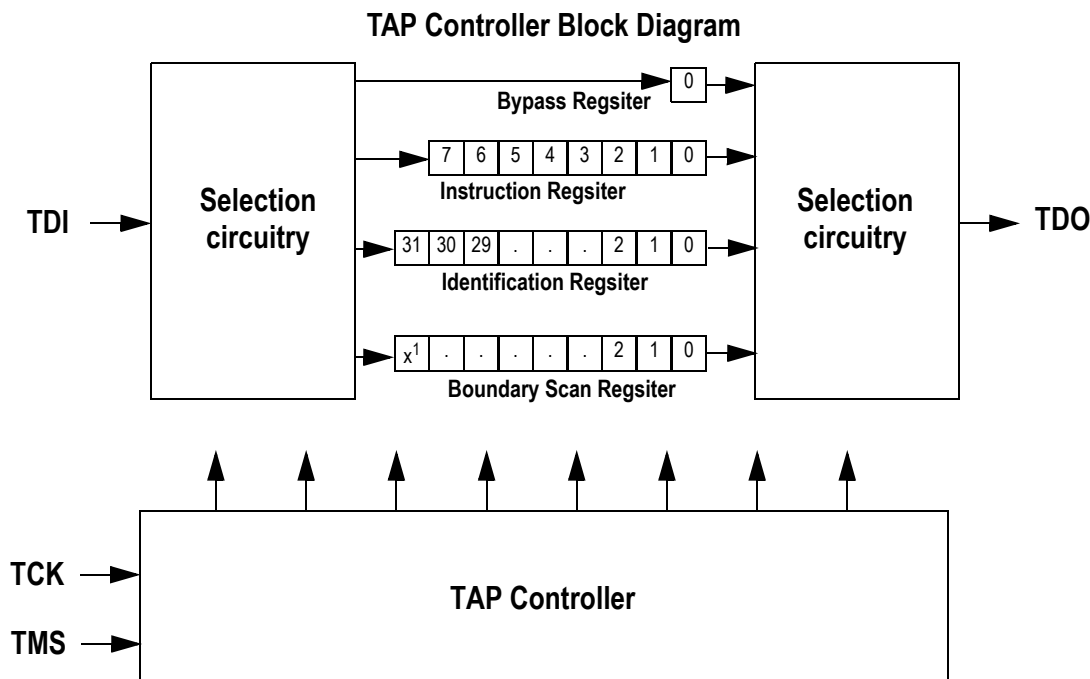 TAP Controller Block Diagram
0
Bypass Regsiter
7 6 5 4 3 2 1 0
Instruction Regsiter
TDI
Selection
circuitry
Selection
circuitry
TDO
31 30 29 . . . 2 1 0
Identification Regsiter
x¹ . . . . . 2 1 0
Boundary Scan Regsiter
TCK
TMS
TAP Controller